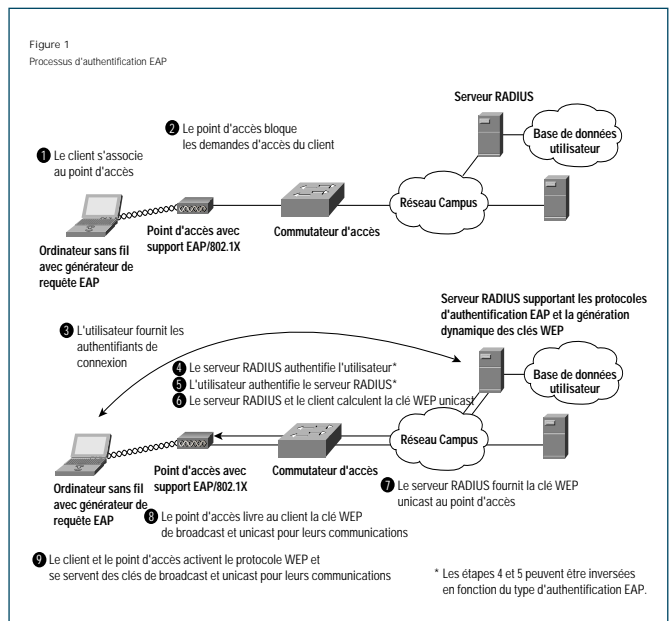 Figure 1
Processus d'authentification EAP
Serveur RADIUS
2 Le point d'accès bloque
les demandes d'accès du client
Base de données
utilisateur
1 Le client s'associe
au point d'accès
Réseau Campus
Point d'accès avec
support EAP/802.1X
Commutateur d'accès
Ordinateur sans fil
avec générateur de
requête EAP
Serveur RADIUS supportant les protocoles
d'authentification EAP et la génération
dynamique des clés WEP
3 L'utilisateur fournit les
authentifiants de
connexion
4 Le serveur RADIUS authentifie l'utilisateur*
5 L'utilisateur authentifie le serveur RADIUS*
6 Le serveur RADIUS et le client calculent la clé WEP unicast
Base de données
utilisateur
Réseau Campus
Point d'accès avec
support EAP/802.1X
Commutateur d'accès
Ordinateur sans fil
avec générateur de
requête EAP
7 Le serveur RADIUS fournit la clé WEP
unicast au point d'accès
8 Le point d'accès livre au client la clé WEP
de broadcast et unicast pour leurs communications
9 Le client et le point d'accès activent le protocole WEP et
se servent des clés de broadcast et unicast pour leurs communications
* Les étapes 4 et 5 peuvent être inversées
en fonction du type d'authentification EAP.